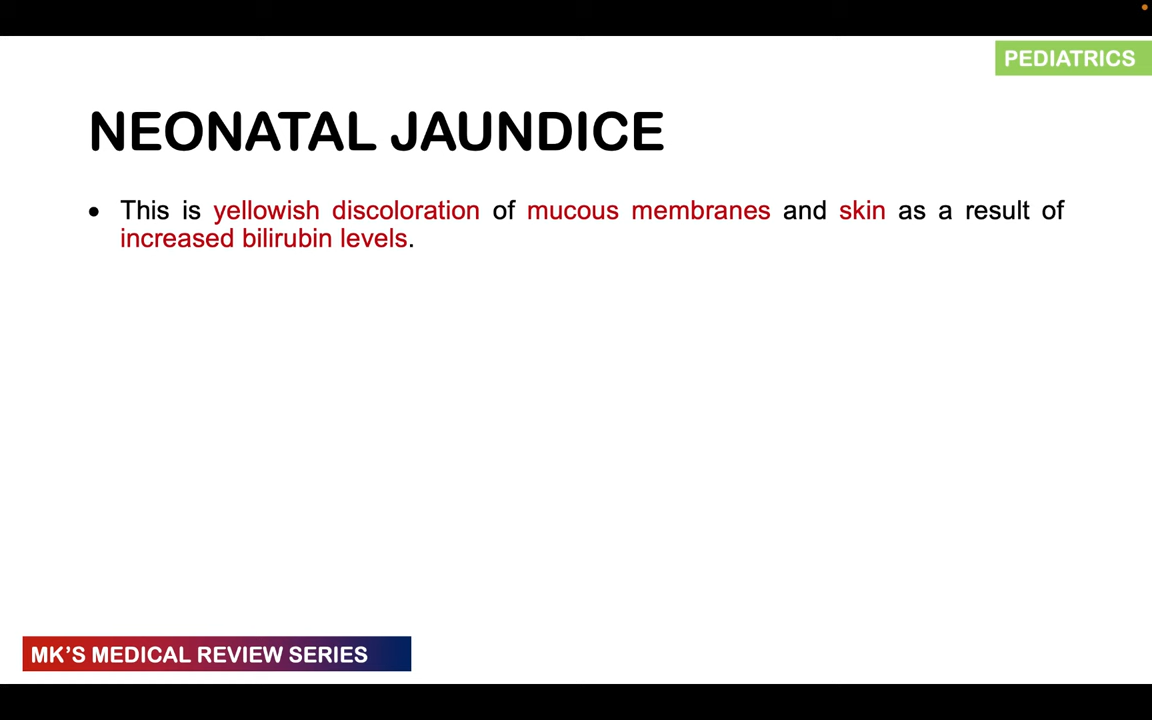 PEDIATRICS
NEONATAL JAUNDICE
• This is yellowish discoloration of mucous membranes and skin as a result of
increased bilirubin levels.
MK'S MEDICAL REVIEW SERIES